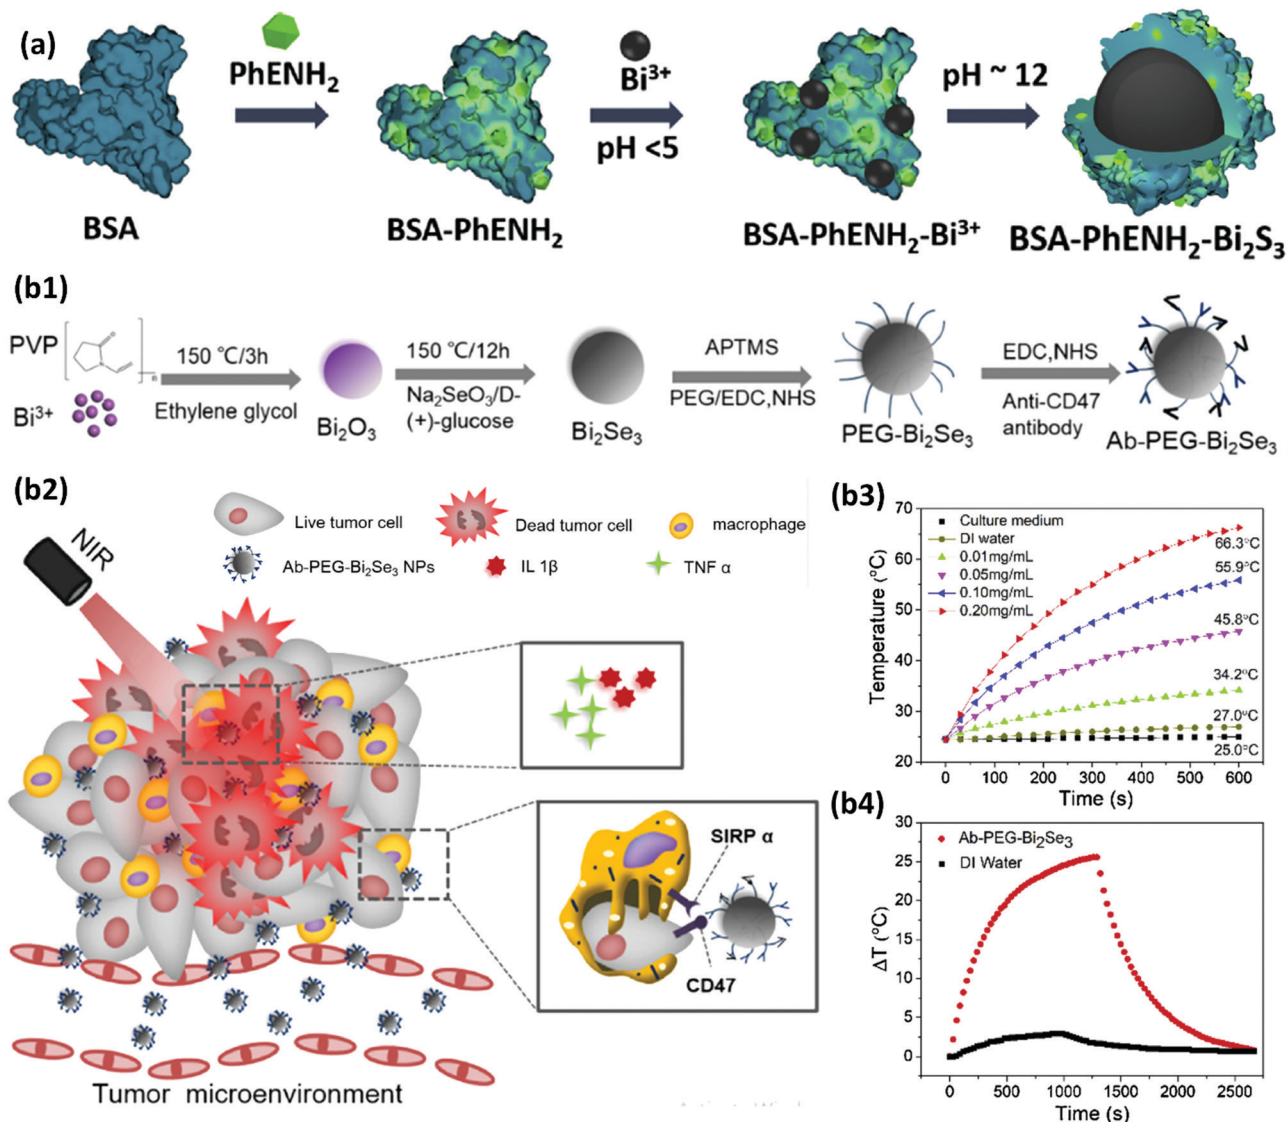 (a)
PhENH2
Bi3+
pH <5
pH ~ 12
BSA
BSA-PhENH2
BSA-PhENH2-Bi3+
BSA-PhENH2-Bi2S3
(b1)
PVP
n
Bi3+
150 ℃/3h
Ethylene glycol
Bi2O3
150 ℃/12h
Na2SeO3/D-
(+)-glucose
Bi2Se3
APTMS
PEG/EDC,NHS
PEG-Bi2Se3
EDC,NHS
Anti-CD47
antibody
Ab-PEG-Bi2Se3
(b2)
Live tumor cell
Dead tumor cell
macrophage
Ab-PEG-Bi2Se3 NPs
IL 1β
TNF α
NIR
SIRP α
CD47
Tumor microenvironment
(b3)
Temperature (°C)
70
60
50
40
30
20
Culture medium
DI water
0.01mg/mL
0.05mg/mL
0.10mg/mL
0.20mg/mL
66.3°C
55.9°C
45.8°C
34.2°C
27.0°C
25.0°C
0 100 200 300 400 500 600
Time (s)
(b4)
ΔT (°C)
30
25
20
15
10
5
0
Ab-PEG-Bi2Se3
DI Water
0 500 1000 1500 2000 2500
Time (s)